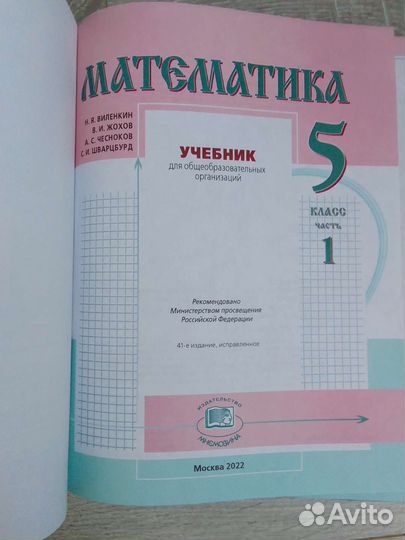 МАТЕМАТИКА
Н. Я. ВИЛЕНКИН
В. И. ЖОХОВ
А. С. ЧЕСНОКОВ
С. И. ШВАРЦБУРД
УЧЕБНИК
для общеобразовательных
организаций
5
КЛАСС
ЧАСТЬ
1
Рекомендовано
Министерством просвещения
Российской Федерации
41-е издание, исправленное
ИЗДАТЕЛЬСТВО
МНЕМОЗИНА
Москва 2022
Avito